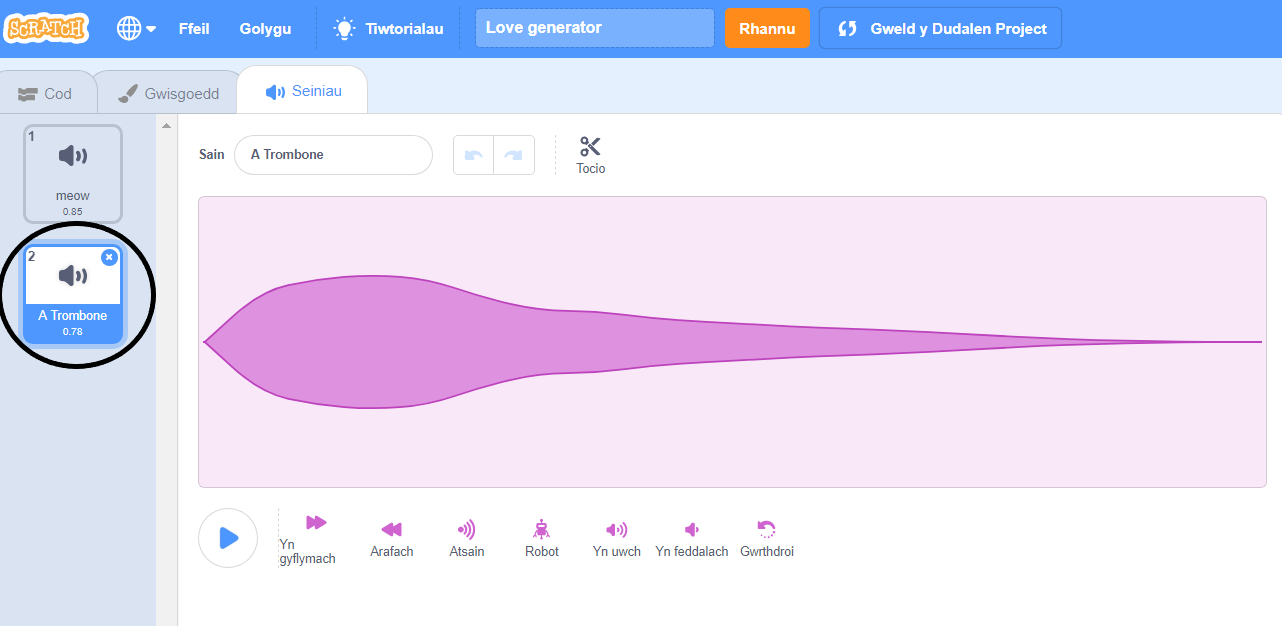 SCRATCH Ffeil Golygu Tiwtorialau Love generator Rhannu Gweld y Dudalen Project
Cod Gwisgoedd Seiniau
1
meow
0.85
2
A Trombone
0.78
Sain A Trombone Tocio
Yn gyflymach
Arafach
Atsain
Robot
Yn uwch
Yn feddalach
Gwrthdroi